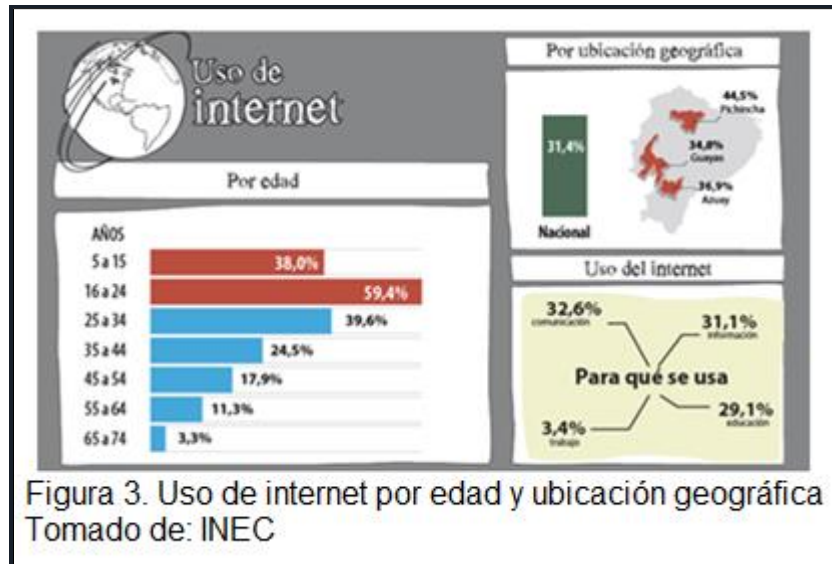 Uso de
internet
Por edad
AÑOS
5 a 15 38,0%
16 a 24 59,4%
25 a 34 39,6%
35 a 44 24,5%
45 a 54 17,9%
55 a 64 11,3%
65 a 74 3,3%
Por ubicación geográfica
31,4%
Nacional
44,5%
Pichincha
34,8%
Guayas
36,9%
Azuay
Uso del internet
32,6%
comunicación
31,1%
información
Para qué se usa
3,4%
trabajo
29,1%
educación
Figura 3. Uso de internet por edad y ubicación geográfica
Tomado de: INEC